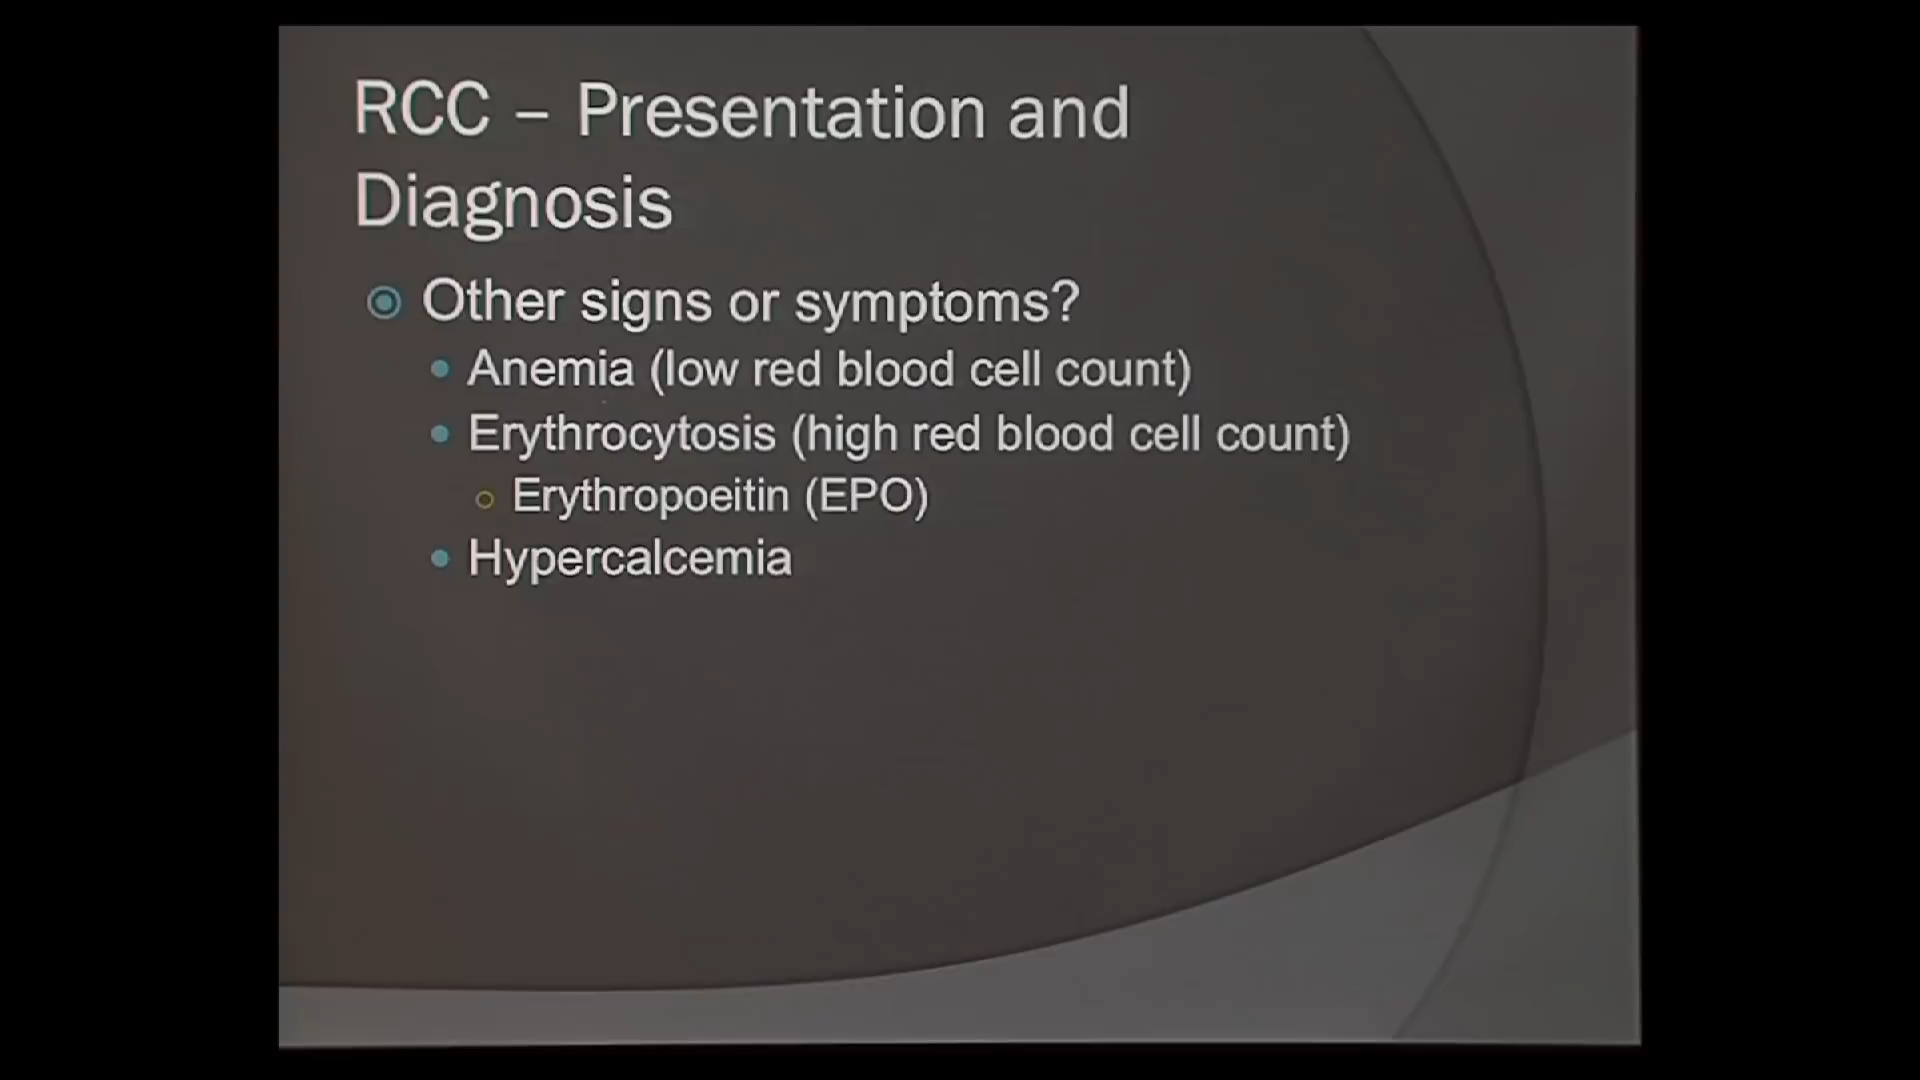 RCC – Presentation and
Diagnosis
Other signs or symptoms?
Anemia (low red blood cell count)
Erythrocytosis (high red blood cell count)
Erythropoeitin (EPO)
Hypercalcemia